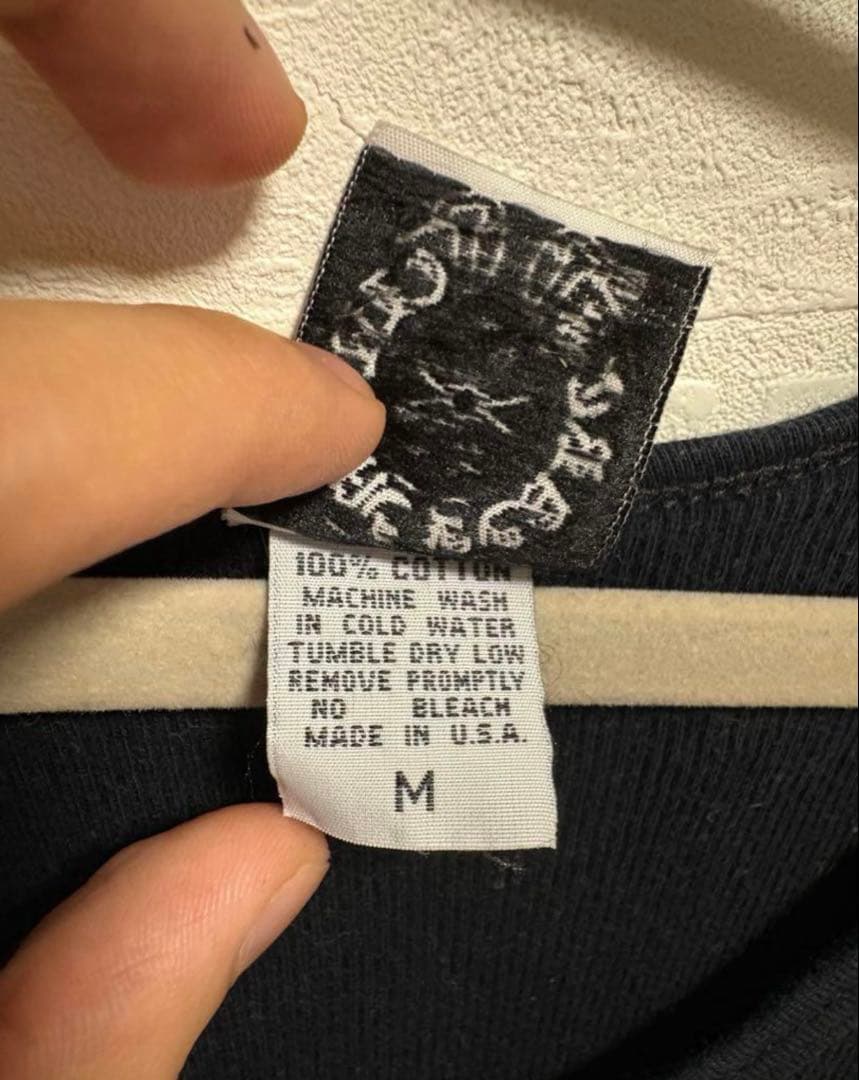 100% COTTON
MACHINE WASH
IN COLD WATER
TUMBLE DRY LOW
REMOVE PROMPTLY
NO BLEACH
MADE IN U.S.A.
M